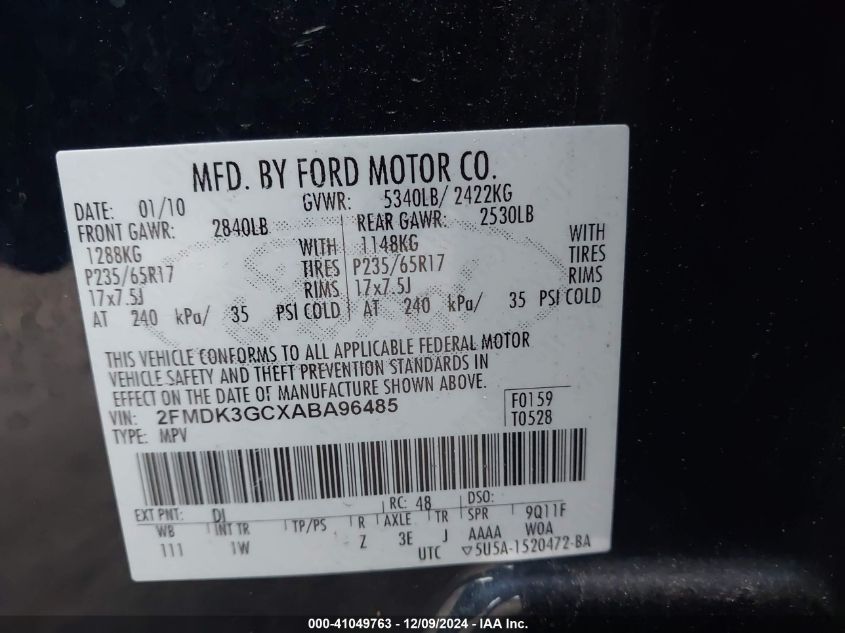 MFD. BY FORD MOTOR CO.
DATE: 01/10 GVWR: 5340LB/ 2422KG
FRONT GAWR: 2840LB REAR GAWR: 2530LB
1288KG WITH 1148KG WITH
P235/65R17 TIRES P235/65R17 TIRES
17x7.5J RIMS 17x7.5J RIMS
AT 240 kPa/ 35 PSI COLD AT 240 kPa/ 35 PSI COLD
THIS VEHICLE CONFORMS TO ALL APPLICABLE FEDERAL MOTOR
VEHICLE SAFETY AND THEFT PREVENTION STANDARDS IN
EFFECT ON THE DATE OF MANUFACTURE SHOWN ABOVE.
VIN: 2FMDK3GCXABA96485 F0159
TYPE: MPV T0528
EXT PNT: DI RC: 48 DSO:
WB INT TR TP/PS R AXLE TR SPR 9Q11F
111 1W Z 3E J AAAA WOA
UTC ▽5U5A-1520472-BA
000-41049763 - 12/09/2024 - IAA Inc.